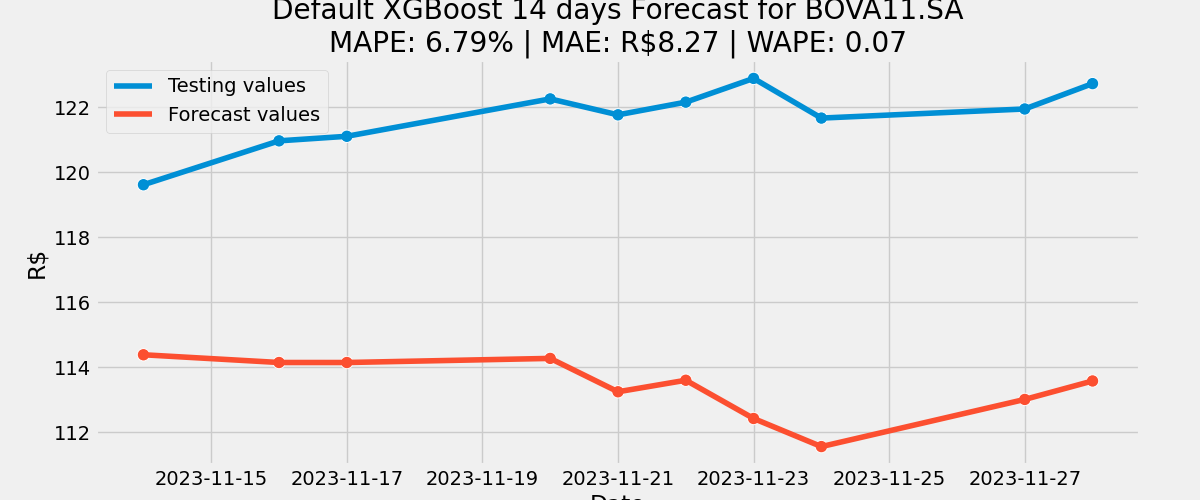 Default XGBoost 14 days Forecast for BOVA11.SA
MAPE: 6.79% | MAE: R$8.27 | WAPE: 0.07
Testing values
Forecast values
122
120
118
116
114
112
R$
2023-11-15 2023-11-17 2023-11-19 2023-11-21 2023-11-23 2023-11-25 2023-11-27
Date